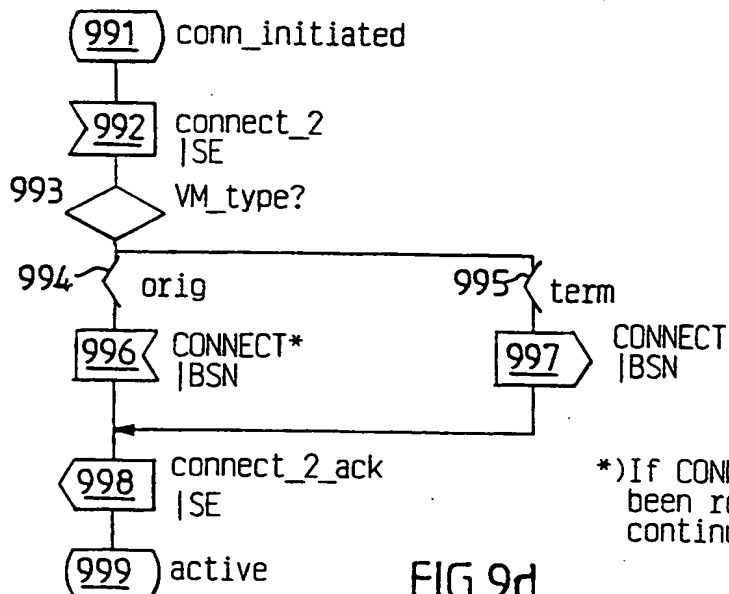 991 conn_initiated
992 connect_2
|SE
993 VM_type?
994 orig
995 term
996 CONNECT*
|BSN
997 CONNECT
|BSN
998 connect_2_ack
|SE
*)If
been
999 active
FIG 9d